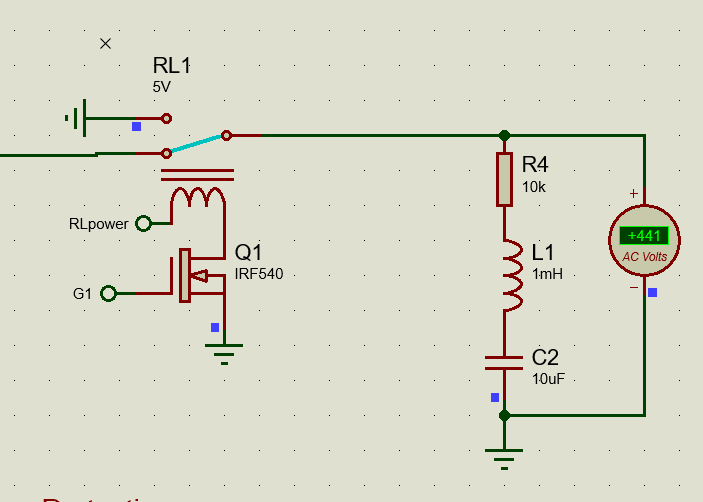 RL1
5V
RLpower
Q1
IRF540
G1
R4
10k
L1
1mH
C2
10uF
+
+441
AC Volts
−